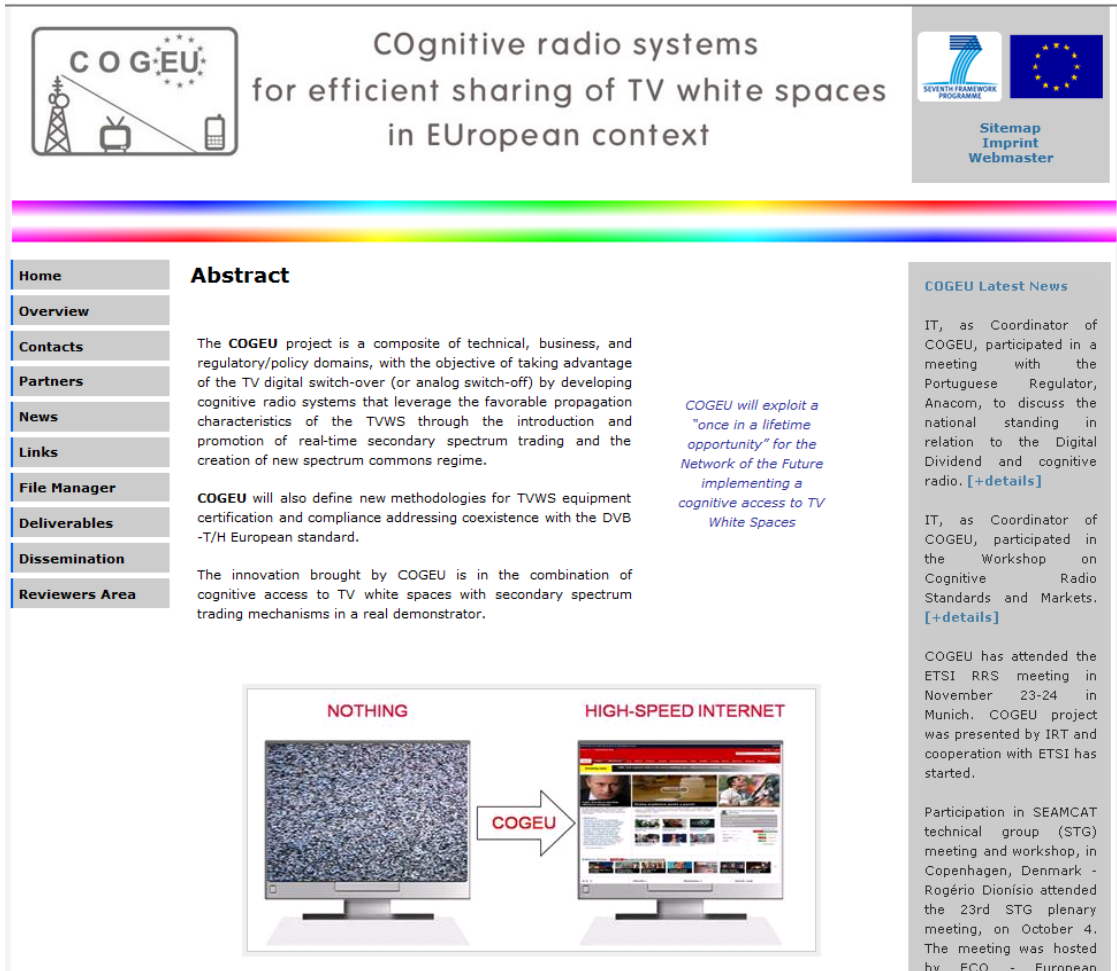 COGEU
COgnitive radio systems
for efficient sharing of TV white spaces
in EUropean context
SEVENTH FRAMEWORK
PROGRAMME
Sitemap
Imprint
Webmaster
Home
Overview
Contacts
Partners
News
Links
File Manager
Deliverables
Dissemination
Reviewers Area
Abstract
The COGEU project is a composite of technical, business, and
regulatory/policy domains, with the objective of taking advantage
of the TV digital switch-over (or analog switch-off) by developing
cognitive radio systems that leverage the favorable propagation
characteristics of the TVWS through the introduction and
promotion of real-time secondary spectrum trading and the
creation of new spectrum commons regime.
COGEU will also define new methodologies for TVWS equipment
certification and compliance addressing coexistence with the DVB
-T/H European standard.
The innovation brought by COGEU is in the combination of
cognitive access to TV white spaces with secondary spectrum
trading mechanisms in a real demonstrator.
COGEU will exploit a
"once in a lifetime
opportunity" for the
Network of the Future
implementing a
cognitive access to TV
White Spaces
NOTHING
HIGH-SPEED INTERNET
COGEU
COGEU Latest News
IT, as Coordinator of
COGEU, participated in a
meeting with the
Portuguese Regulator,
Anacom, to discuss the
national standing in
relation to the Digital
Dividend and cognitive
radio. [+details]
IT, as Coordinator of
COGEU, participated in
the Workshop on
Cognitive Radio
Standards and Markets.
[+details]
COGEU has attended the
ETSI RRS meeting in
November 23-24 in
Munich. COGEU project
was presented by IRT and
cooperation with ETSI has
started.
Participation in SEAMCAT
technical group (STG)
meeting and workshop, in
Copenhagen, Denmark -
Rogério Dionísio attended
the 23rd STG plenary
meeting, on October 4.
The meeting was hosted
by ECO - European